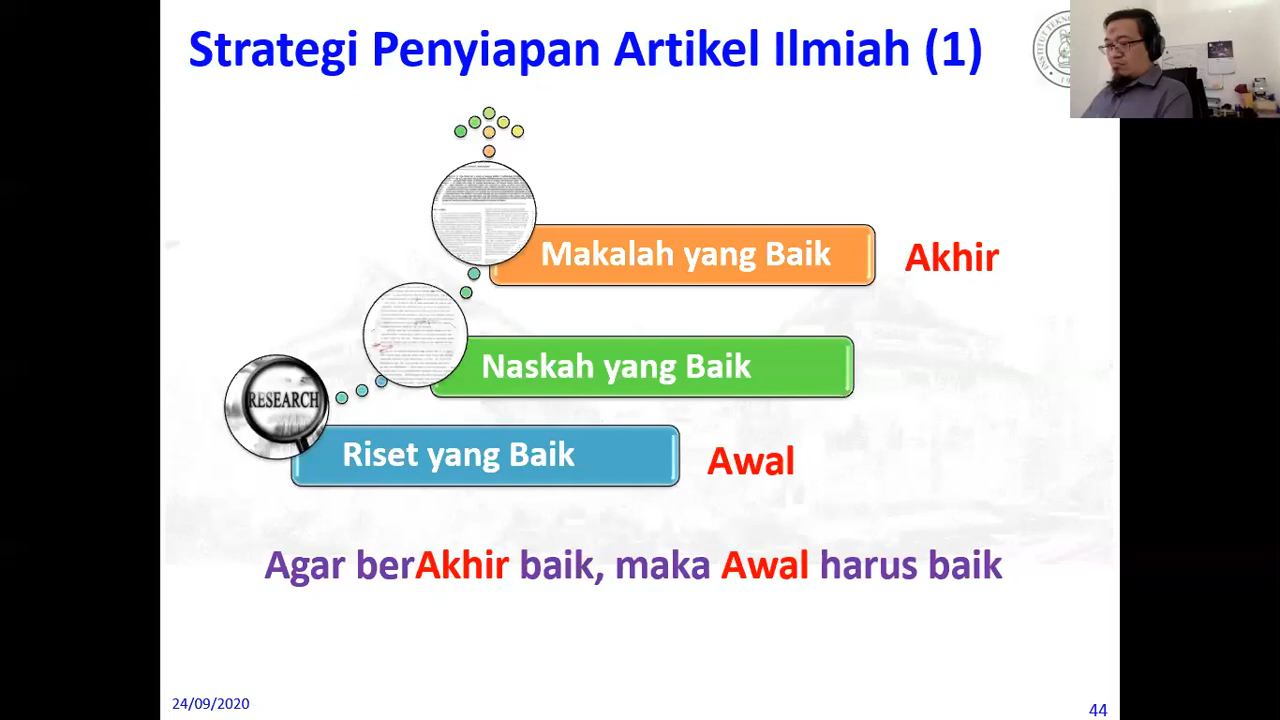 Strategi Penyiapan Artikel Ilmiah (1)
Makalah yang Baik
Akhir
Naskah yang Baik
RESEARCH
Riset yang Baik
Awal
Agar berAkhir baik, maka Awal harus baik
24/09/2020
44